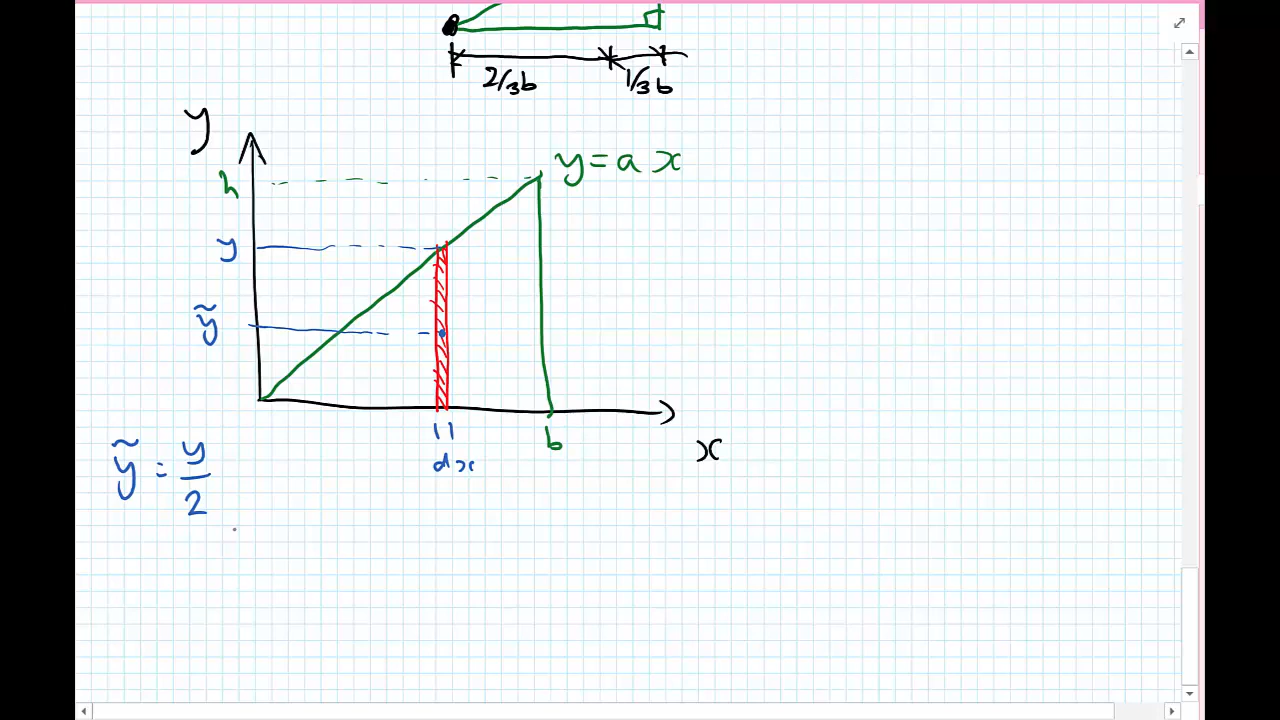 2/3b 1/3b
y
y = a x
h
y
ỹ
b
dx
x
ỹ = y/2